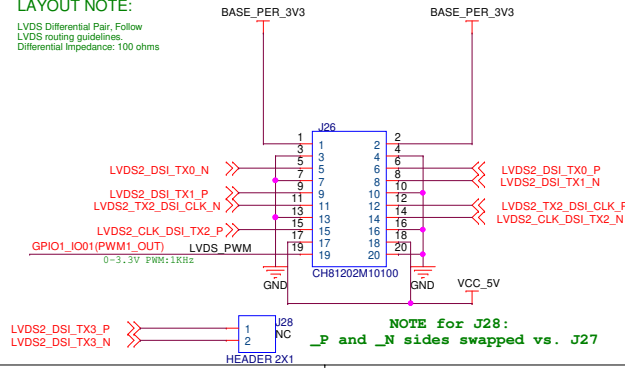 LAYOUT NOTE:
LVDS Differential Pair, Follow
LVDS routing guidelines.
Differential Impedance: 100 ohms
BASE_PER_3V3
BASE_PER_3V3
J26
1 1 2 2
3 3 4 4
5 5 6 6
7 7 8 8
9 9 10 10
11 11 12 12
13 13 14 14
15 15 16 16
17 17 18 18
19 19 20 20
LVDS2_DSI_TX0_N
LVDS2_DSI_TX0_P
LVDS2_DSI_TX1_N
LVDS2_DSI_TX1_P
LVDS2_TX2_DSI_CLK_N
LVDS2_TX2_DSI_CLK_P
LVDS2_CLK_DSI_TX2_N
LVDS2_CLK_DSI_TX2_P
GPIO1_IO01(PWM1_OUT)
LVDS_PWM
0-3.3V PWM:1KHz
CH81202M10100
GND
GND
VCC_5V
LVDS2_DSI_TX3_P
LVDS2_DSI_TX3_N
1
2
J28
NC
HEADER 2X1
NOTE for J28:
_P and _N sides swapped vs. J27